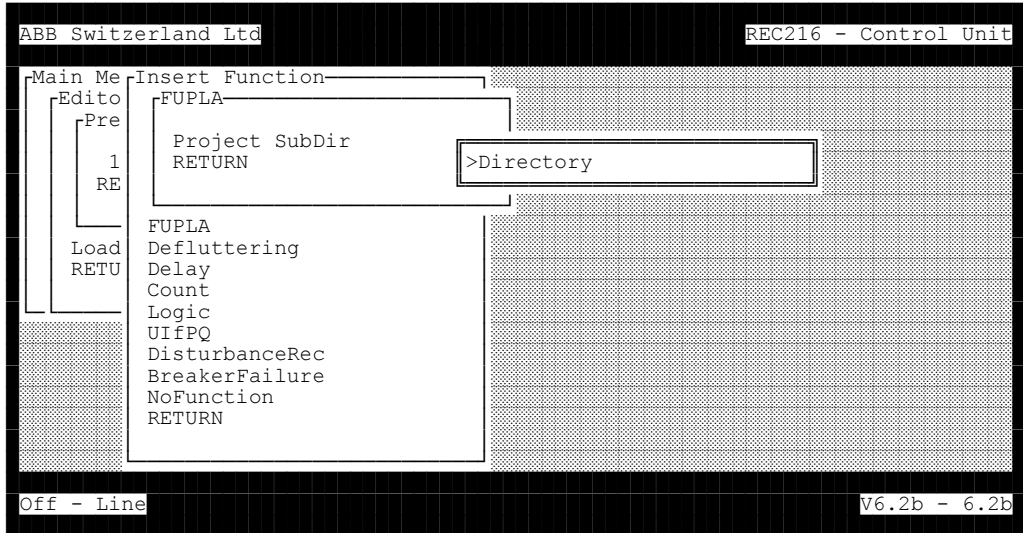 ABB Switzerland Ltd REC216 - Control Unit
Main Me Insert Function
Edito FUPLA
Pre
Project SubDir
1 RETURN >Directory
RE
FUPLA
Load Defluttering
RETU Delay
Count
Logic
UIfPQ
DisturbanceRec
BreakerFailure
NoFunction
RETURN
Off - Line V6.2b - 6.2b